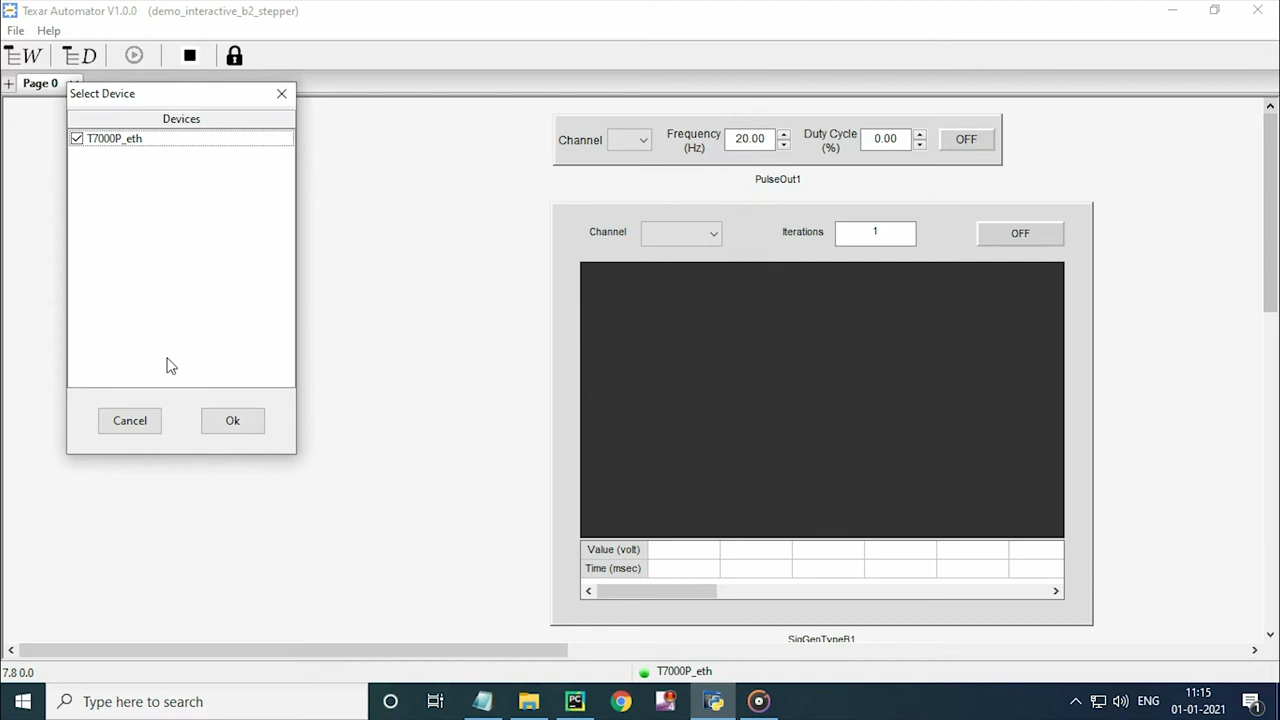 Texar Automator V1.0.0 (demo_interactive_b2_stepper)
File Help
W D
+ Page 0
Select Device
Devices
T7000P_eth
Cancel Ok
Channel Frequency (Hz) 20.00 Duty Cycle (%) 0.00 OFF
PulseOut1
Channel Iterations 1 OFF
Value (volt)
Time (msec)
SigGenTypeB1
7.8 0.0 T7000P_eth
Type here to search
PC
ENG
11:15
01-01-2021
1